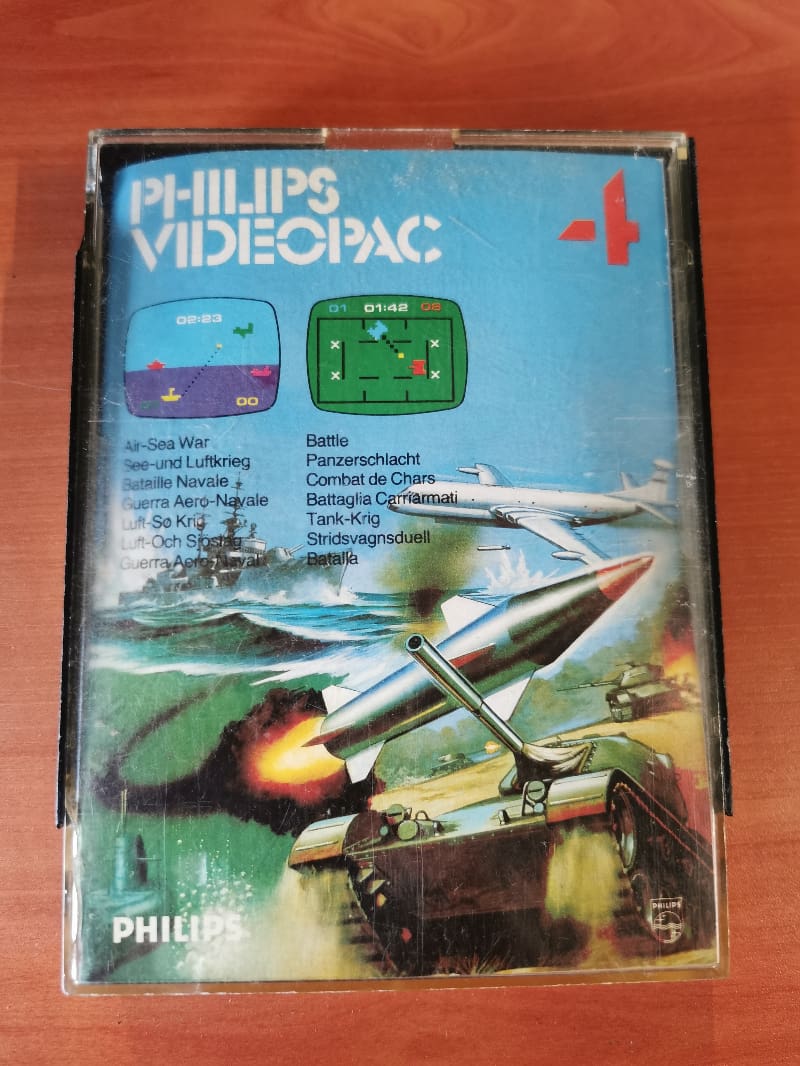 PHILIPS
VIDEOPAC
4
02:23
00
01 01:42 08
X X
X X
Air-Sea War
See-und Luftkrieg
Bataille Navale
Guerra Aero-Navale
Luft-Sø Krig
Luft-Och Sjöslag
Guerra Aero-Naval
Battle
Panzerschlacht
Combat de Chars
Battaglia Carriarmati
Tank-Krig
Stridsvagnsduell
Batalla
PHILIPS
PHILIPS